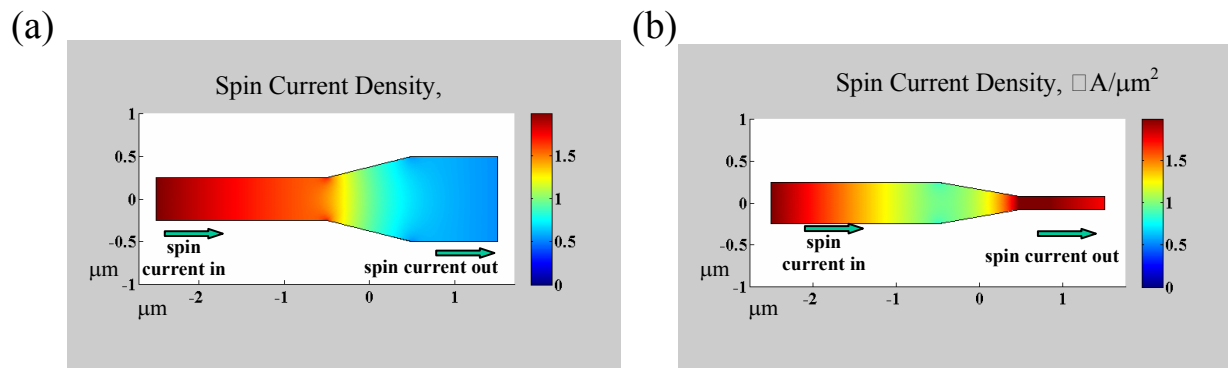 (a)
Spin Current Density,
1
0.5
0
-0.5
-1
μm
-2
-1
0
1
μm
spin
current in
spin current out
1.5
1
0.5
0
(b)
Spin Current Density, □A/μm²
1
0.5
0
-0.5
-1
μm
-2
-1
0
1
μm
spin
current in
spin current out
1.5
1
0.5
0